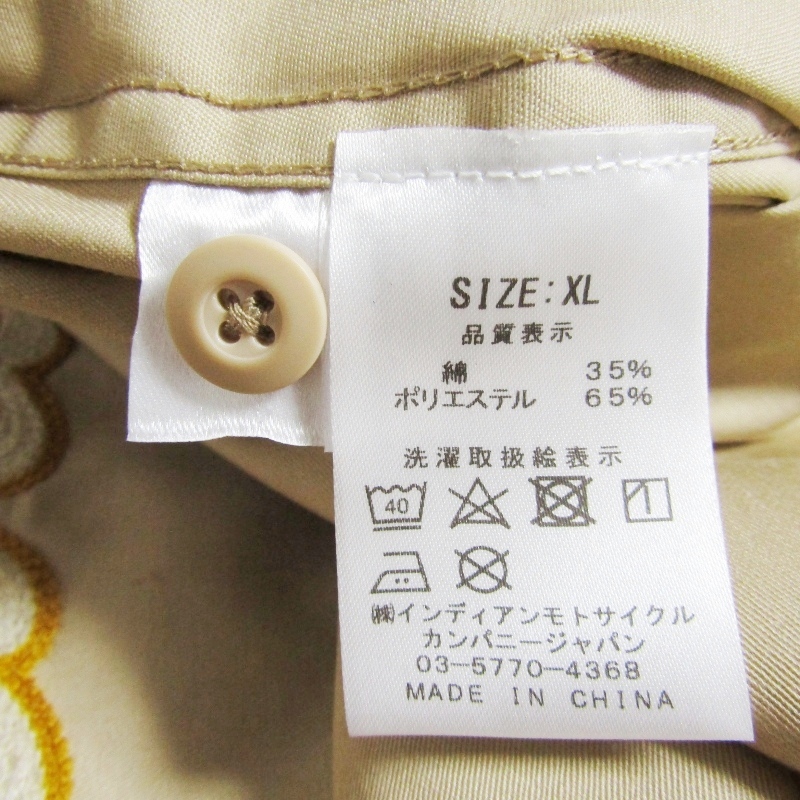 SIZE:XL
品質表示
綿 35%
ポリエステル 65%
洗濯取扱絵表示
40
㈱インディアンモトサイクル
カンパニージャパン
03-5770-4368
MADE IN CHINA